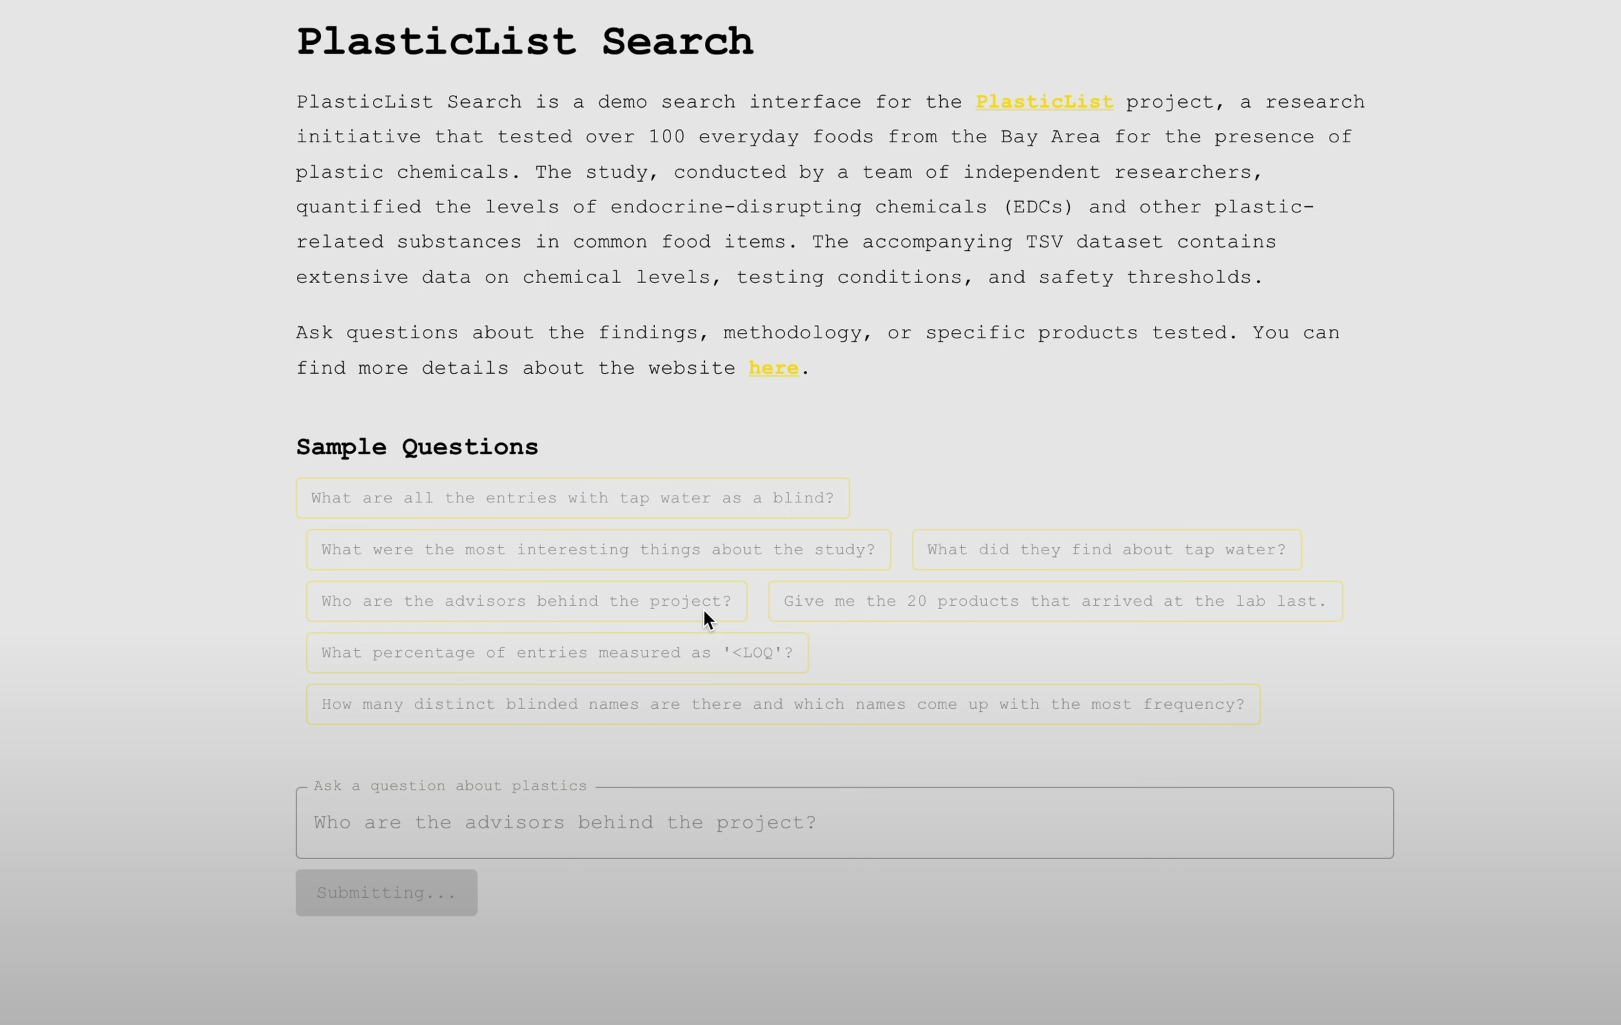 PlasticList Search
PlasticList Search is a demo search interface for the PlasticList project, a research
initiative that tested over 100 everyday foods from the Bay Area for the presence of
plastic chemicals. The study, conducted by a team of independent researchers,
quantified the levels of endocrine-disrupting chemicals (EDCs) and other plastic-
related substances in common food items. The accompanying TSV dataset contains
extensive data on chemical levels, testing conditions, and safety thresholds.
Ask questions about the findings, methodology, or specific products tested. You can
find more details about the website here.
Sample Questions
What are all the entries with tap water as a blind?
What were the most interesting things about the study? What did they find about tap water?
Who are the advisors behind the project? Give me the 20 products that arrived at the lab last.
What percentage of entries measured as '<LOQ'?
How many distinct blinded names are there and which names come up with the most frequency?
Ask a question about plastics
Who are the advisors behind the project?
Submitting...